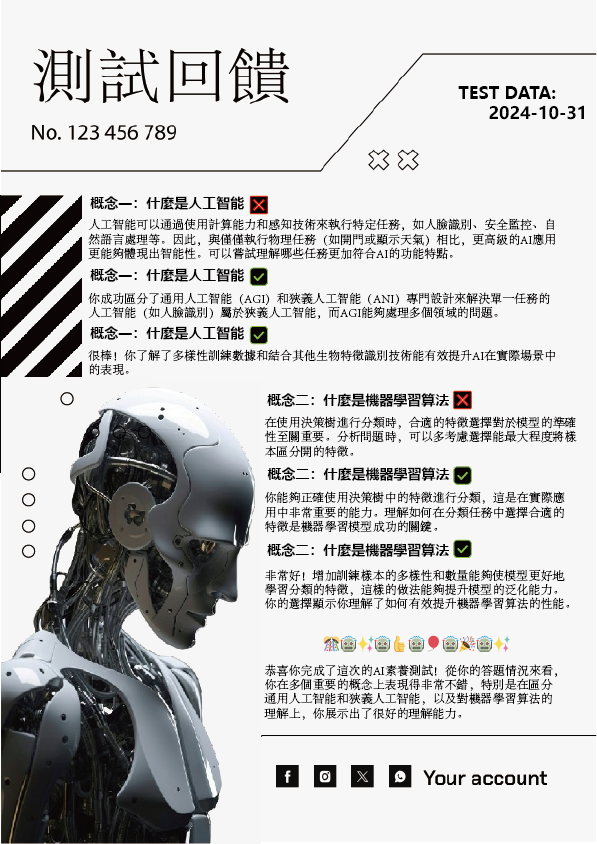 測試回饋
No. 123 456 789
TEST DATA:
2024-10-31
概念一：什麼是人工智能
人工智能可以通過使用計算能力和感知技術來執行特定任務，如人臉識別、安全監控、自
然語言處理等。因此，與僅僅執行物理任務（如開門或顯示天氣）相比，更高級的AI應用
更能夠體現出智能性。可以嘗試理解哪些任務更加符合AI的功能特點。
概念一：什麼是人工智能
你成功區分了通用人工智能（AGI）和狹義人工智能（ANI）專門設計來解決單一任務的
人工智能（如人臉識別）屬於狹義人工智能，而AGI能夠處理多個領域的問題。
概念一：什麼是人工智能
很棒！你了解了多樣性訓練數據和結合其他生物特徵識別技術能有效提升AI在實際場景中
的表現。
概念二：什麼是機器學習算法
在使用決策樹進行分類時，合適的特徵選擇對於模型的準確
性至關重要。分析問題時，可以多考慮選擇能最大程度將樣
本區分開的特徵。
概念二：什麼是機器學習算法
你能夠正確使用決策樹中的特徵進行分類，這是在實際應
用中非常重要的能力。理解如何在分類任務中選擇合適的
特徵是機器學習模型成功的關鍵。
概念二：什麼是機器學習算法
非常好！增加訓練樣本的多樣性和數量能夠使模型更好地
學習分類的特徵，這樣的做法能夠提升模型的泛化能力。
你的選擇顯示你理解了如何有效提升機器學習算法的性能。
恭喜你完成了這次的AI素養測試！從你的答題情況來看，
你在多個重要的概念上表現得非常不錯，特別是在區分
通用人工智能和狹義人工智能，以及對機器學習算法的
理解上，你展示出了很好的理解能力。
Your account